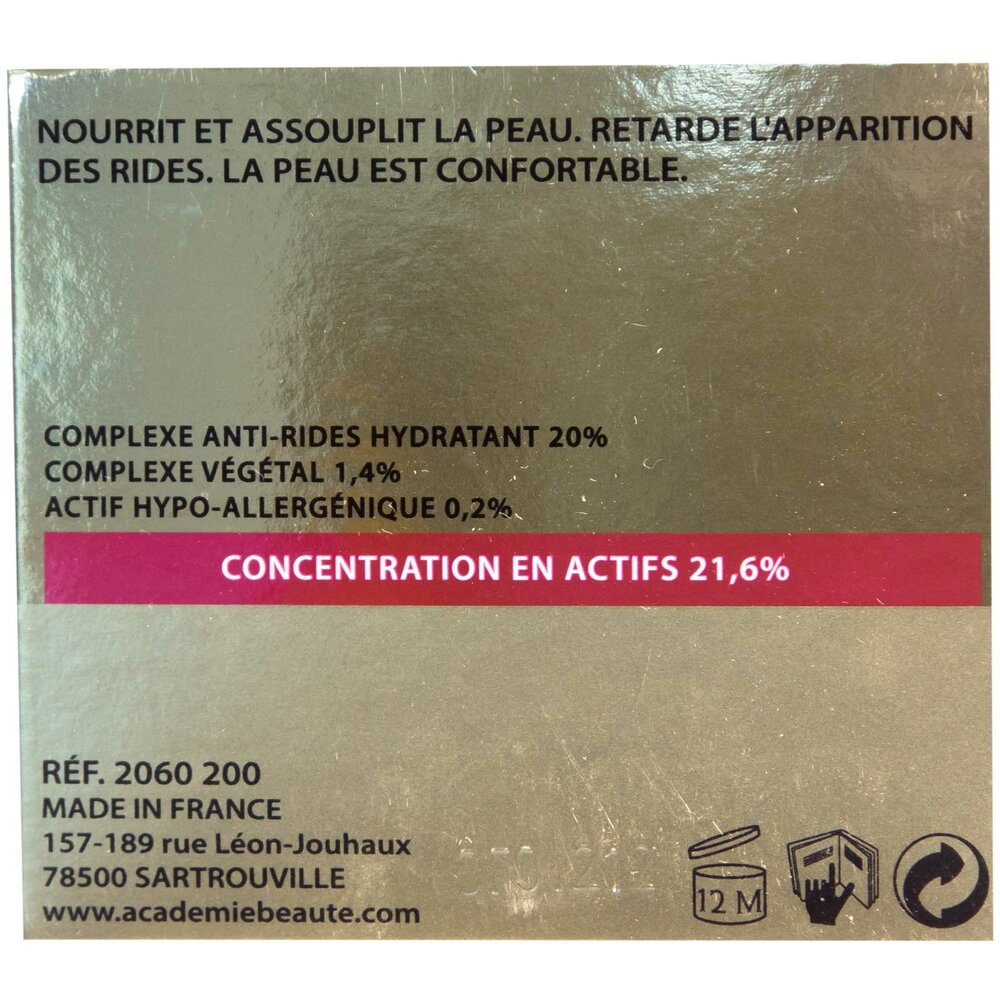 NOURRIT ET ASSOUPLIT LA PEAU. RETARDE L'APPARITION
DES RIDES. LA PEAU EST CONFORTABLE.
COMPLEXE ANTI-RIDES HYDRATANT 20%
COMPLEXE VÉGÉTAL 1,4%
ACTIF HYPO-ALLERGÉNIQUE 0,2%
CONCENTRATION EN ACTIFS 21,6%
RÉF. 2060 200
MADE IN FRANCE
157-189 rue Léon-Jouhaux
78500 SARTROUVILLE
www.academiebeaute.com
12 M